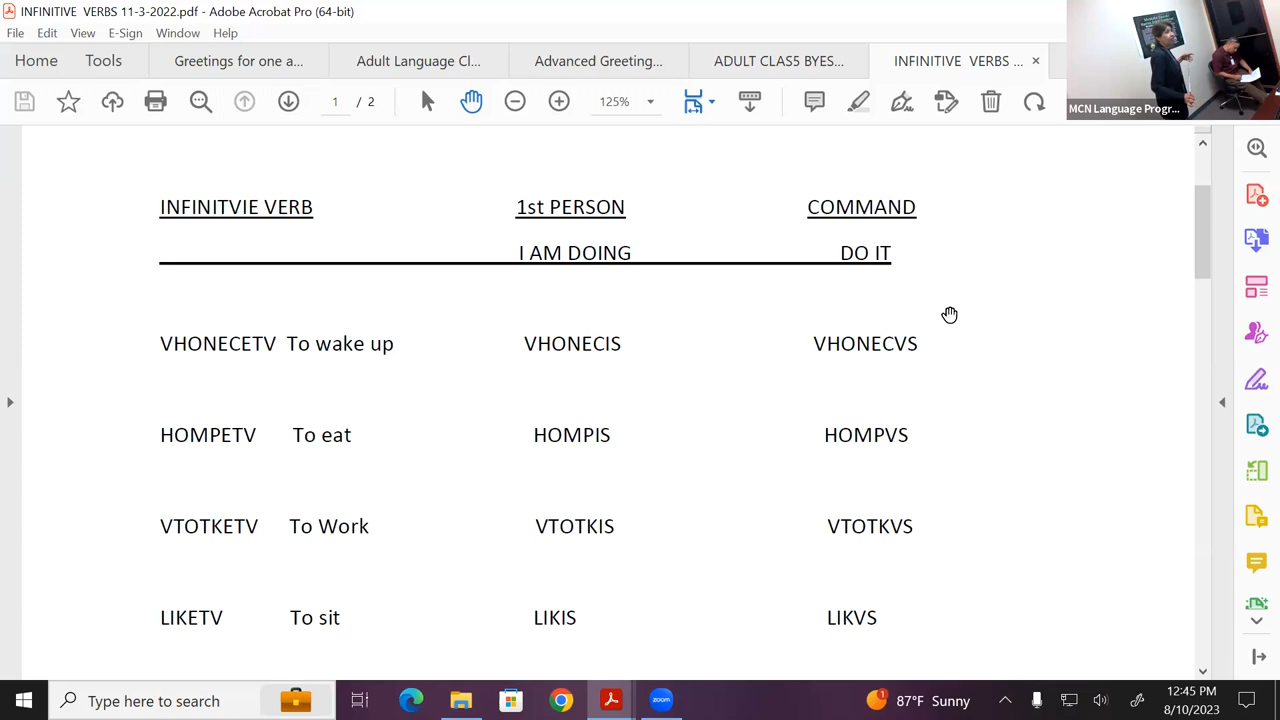 INFINITIVE  VERBS 11-3-2022.pdf - Adobe Acrobat Pro (64-bit)
File Edit View E-Sign Window Help
Home Tools Greetings for one a... Adult Language Cl... Advanced Greeting... ADULT CLAS5 BYES... INFINITIVE  VERBS ... ×
1 / 2 125%
MCN Language Progr...
INFINITVIE VERB 1st PERSON COMMAND
I AM DOING DO IT
VHONECETV To wake up VHONECIS VHONECVS
HOMPETV To eat HOMPIS HOMPVS
VTOTKETV To Work VTOTKIS VTOTKVS
LIKETV To sit LIKIS LIKVS
Type here to search zoom 1 87°F Sunny 12:45 PM
8/10/2023